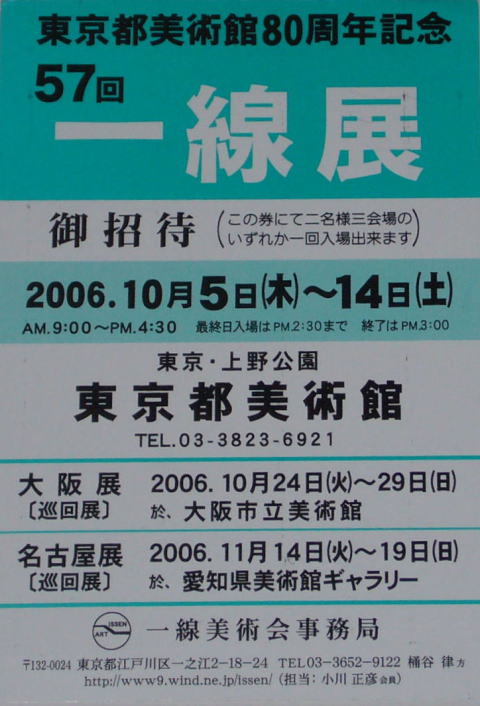 東京都美術館80周年記念
57回
一線展
御招待（この券にて二名様三会場の
いずれか一回入場出来ます）
2006.10月5日(木)～14日(土)
AM.9:00～PM.4:30 最終日入場はPM.2:30まで 終了はPM.3:00
東京・上野公園
東京都美術館
TEL.03-3823-6921
大阪展 2006.10月24日(火)～29日(日)
〔巡回展〕 於、大阪市立美術館
名古屋展 2006.11月14日(火)～19日(日)
〔巡回展〕 於、愛知県美術館ギャラリー
ISSEN
ART
一線美術会事務局
〒132-0024 東京都江戸川区一之江2-18-24 TEL03-3652-9122 桶谷 律方
http://www9.wind.ne.jp/issen/（担当：小川 正彦会員）